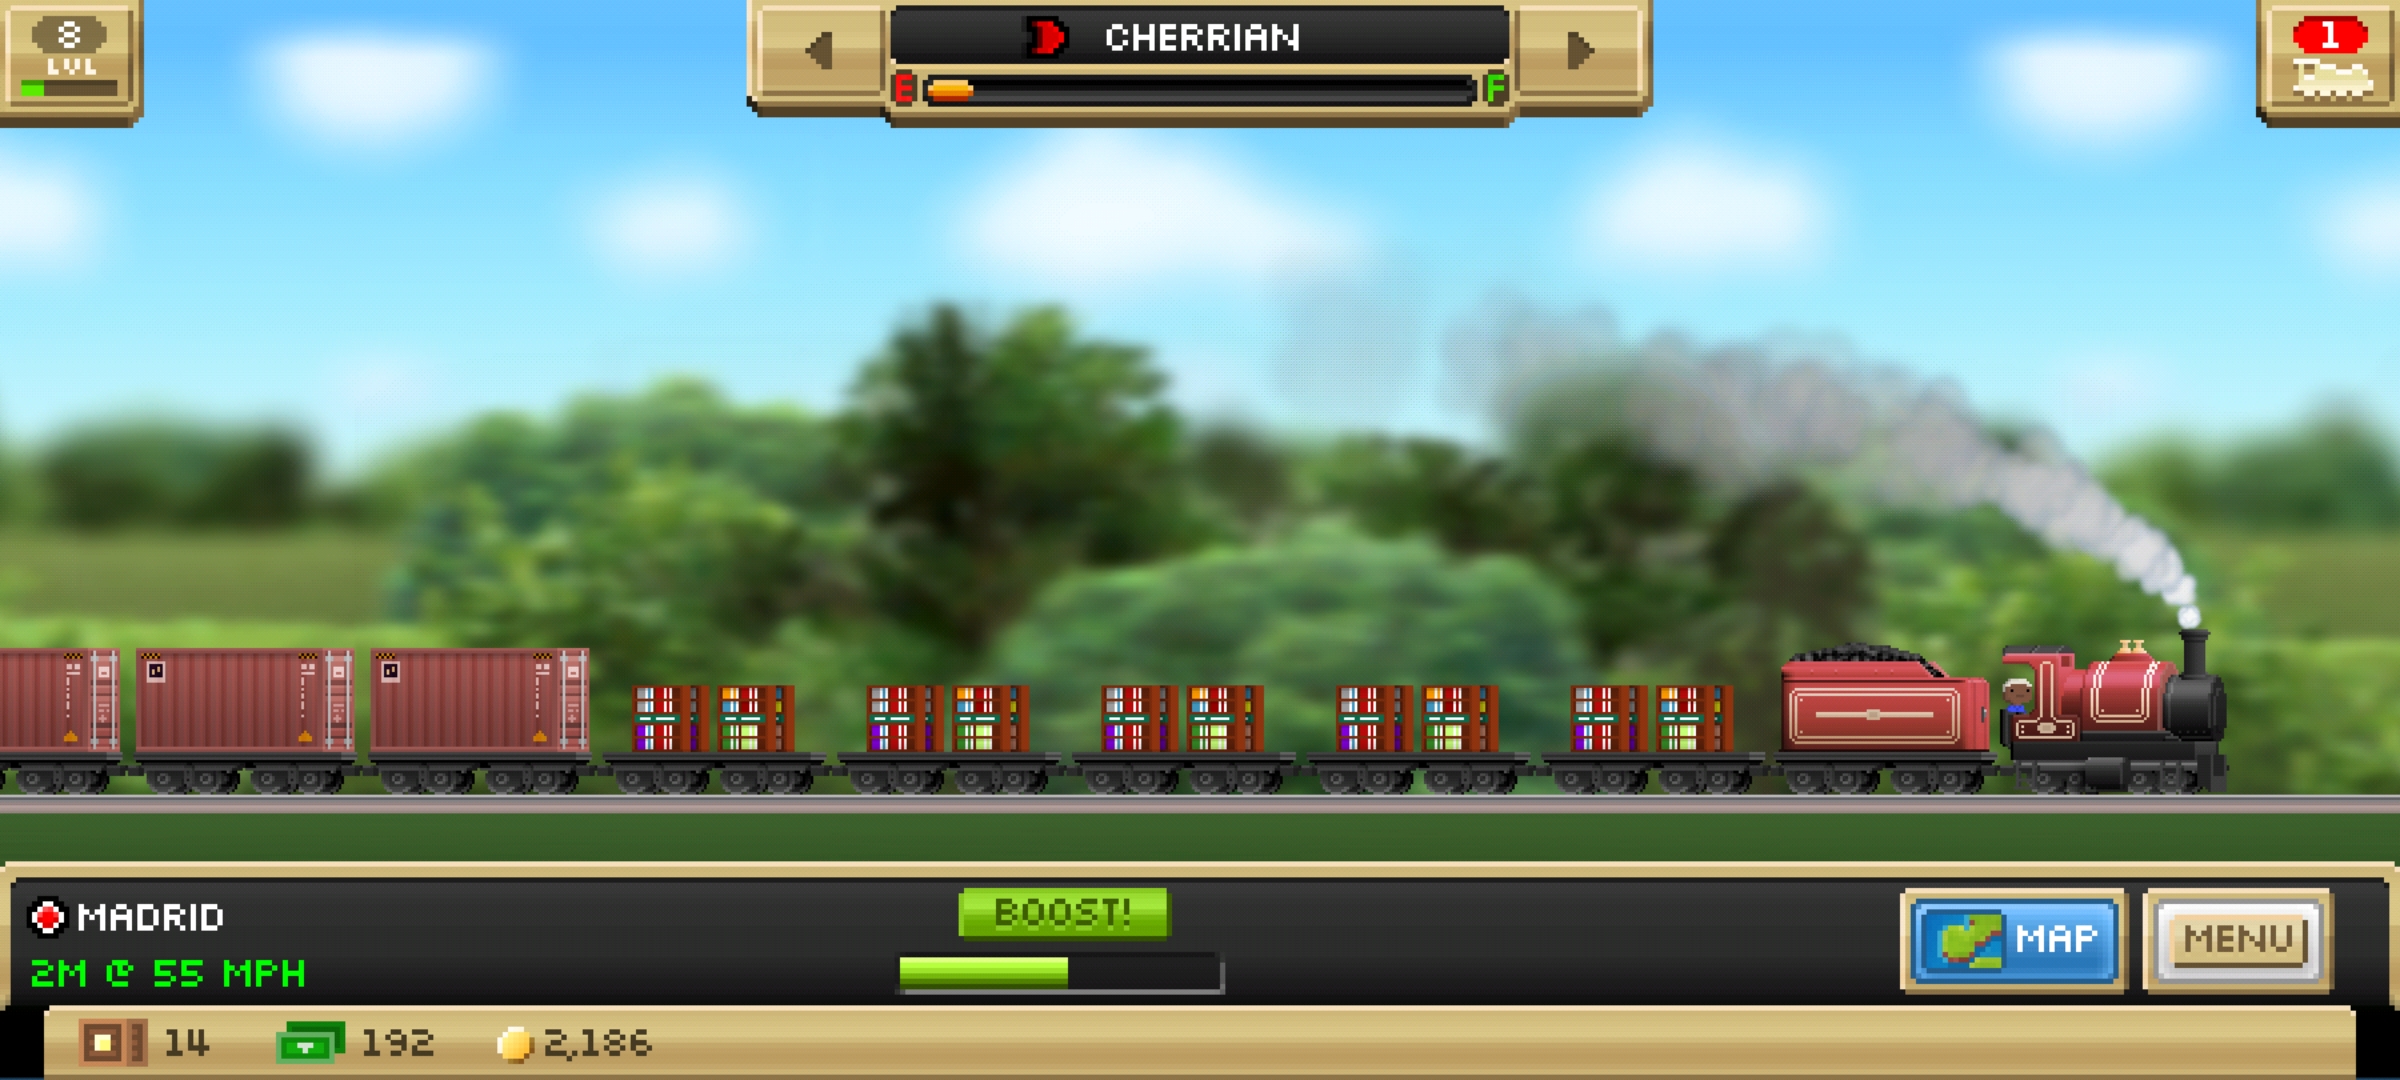 8
LVL
CHERRIAN
E F
1
MADRID
2M @ 55 MPH
BOOST!
MAP
MENU
14 192 2,186